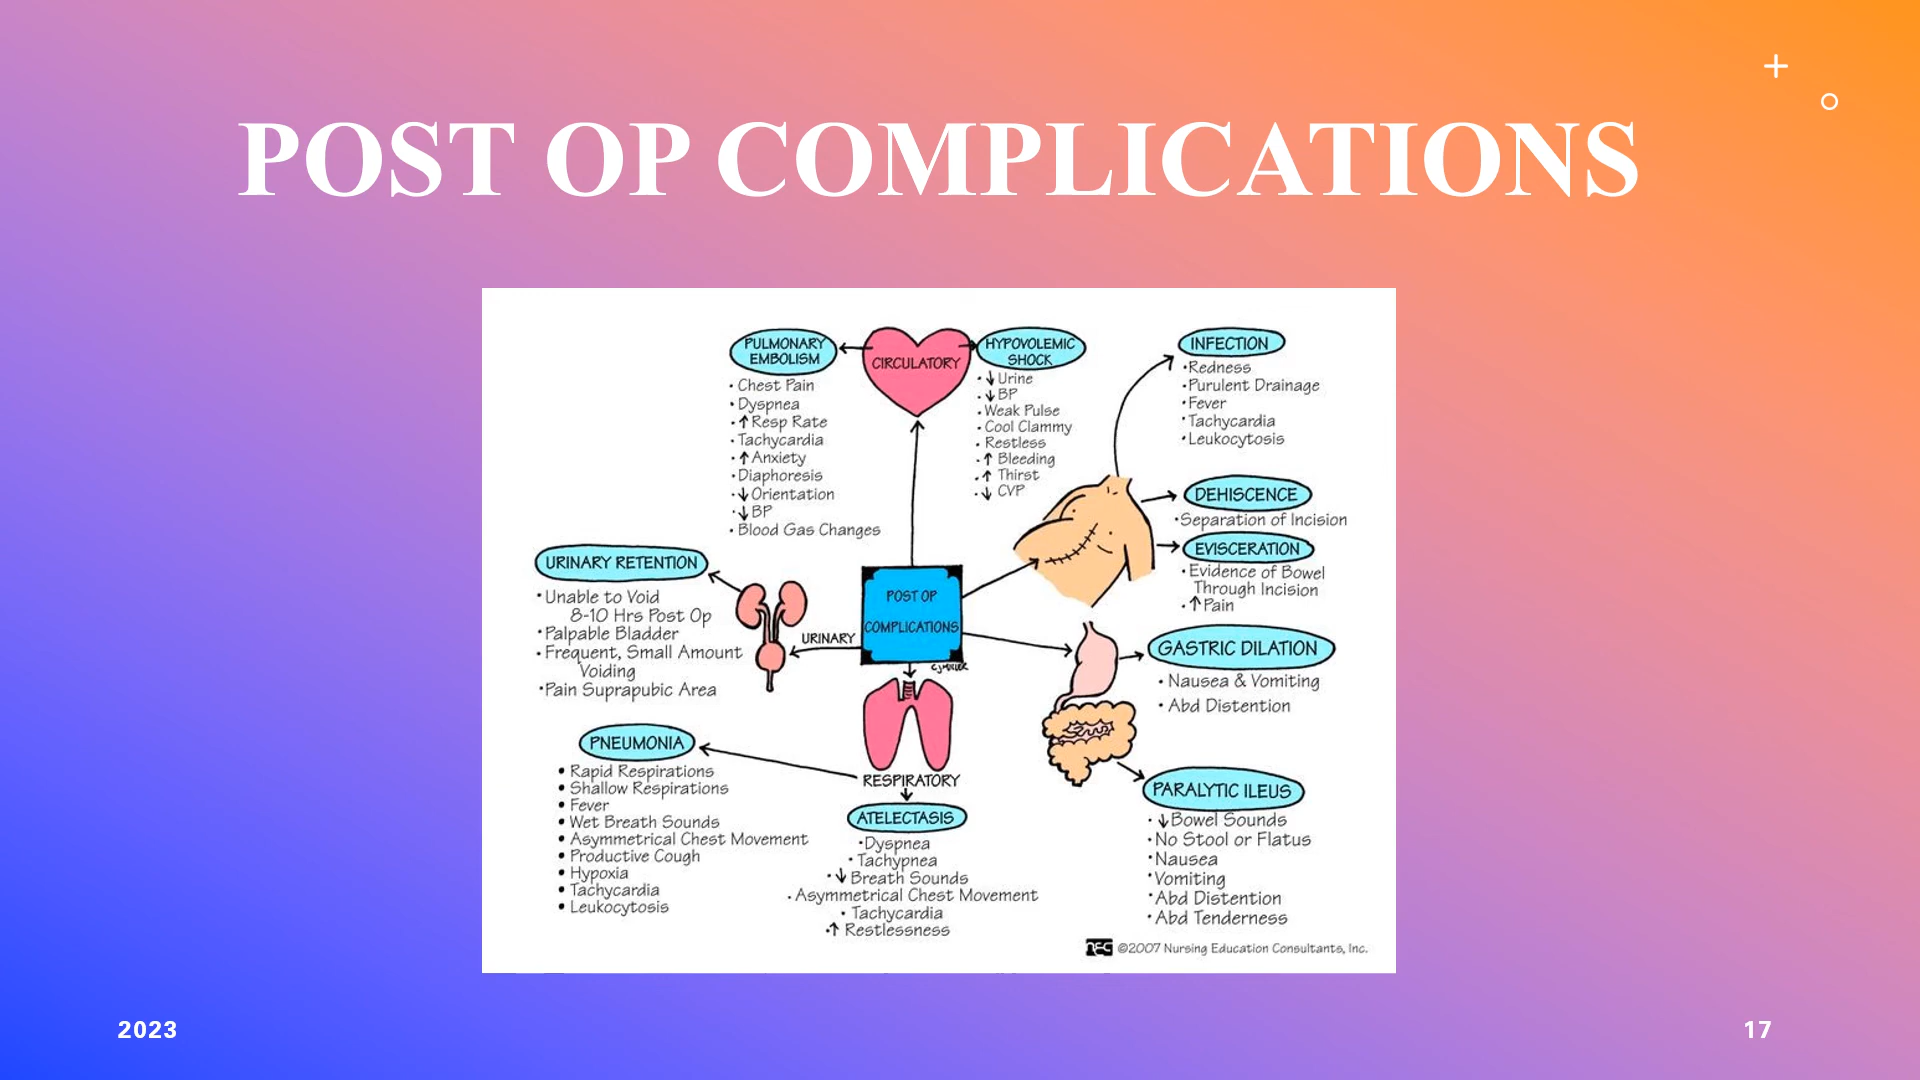 POST OP COMPLICATIONS
PULMONARY
EMBOLISM
• Chest Pain
• Dyspnea
• ↑ Resp Rate
• Tachycardia
• ↑ Anxiety
• Diaphoresis
• ↓ Orientation
• ↓ BP
• Blood Gas Changes
CIRCULATORY
HYPOVOLEMIC
SHOCK
• ↓ Urine
• ↓ BP
• Weak Pulse
• Cool Clammy
• Restless
• ↑ Bleeding
• ↑ Thirst
• ↓ CVP
INFECTION
• Redness
• Purulent Drainage
• Fever
• Tachycardia
• Leukocytosis
DEHISCENCE
• Separation of Incision
EVISCERATION
• Evidence of Bowel
Through Incision
• ↑ Pain
URINARY RETENTION
• Unable to Void
8-10 Hrs Post Op
• Palpable Bladder
• Frequent, Small Amount
Voiding
• Pain Suprapubic Area
URINARY
POST OP
COMPLICATIONS
CJMILLER
GASTRIC DILATION
• Nausea & Vomiting
• Abd Distention
PNEUMONIA
• Rapid Respirations
• Shallow Respirations
• Fever
• Wet Breath Sounds
• Asymmetrical Chest Movement
• Productive Cough
• Hypoxia
• Tachycardia
• Leukocytosis
RESPIRATORY
ATELECTASIS
• Dyspnea
• Tachypnea
• ↓ Breath Sounds
• Asymmetrical Chest Movement
• Tachycardia
• ↑ Restlessness
PARALYTIC ILEUS
• ↓ Bowel Sounds
• No Stool or Flatus
• Nausea
• Vomiting
• Abd Distention
• Abd Tenderness
nec ©2007 Nursing Education Consultants, Inc.
2023
17